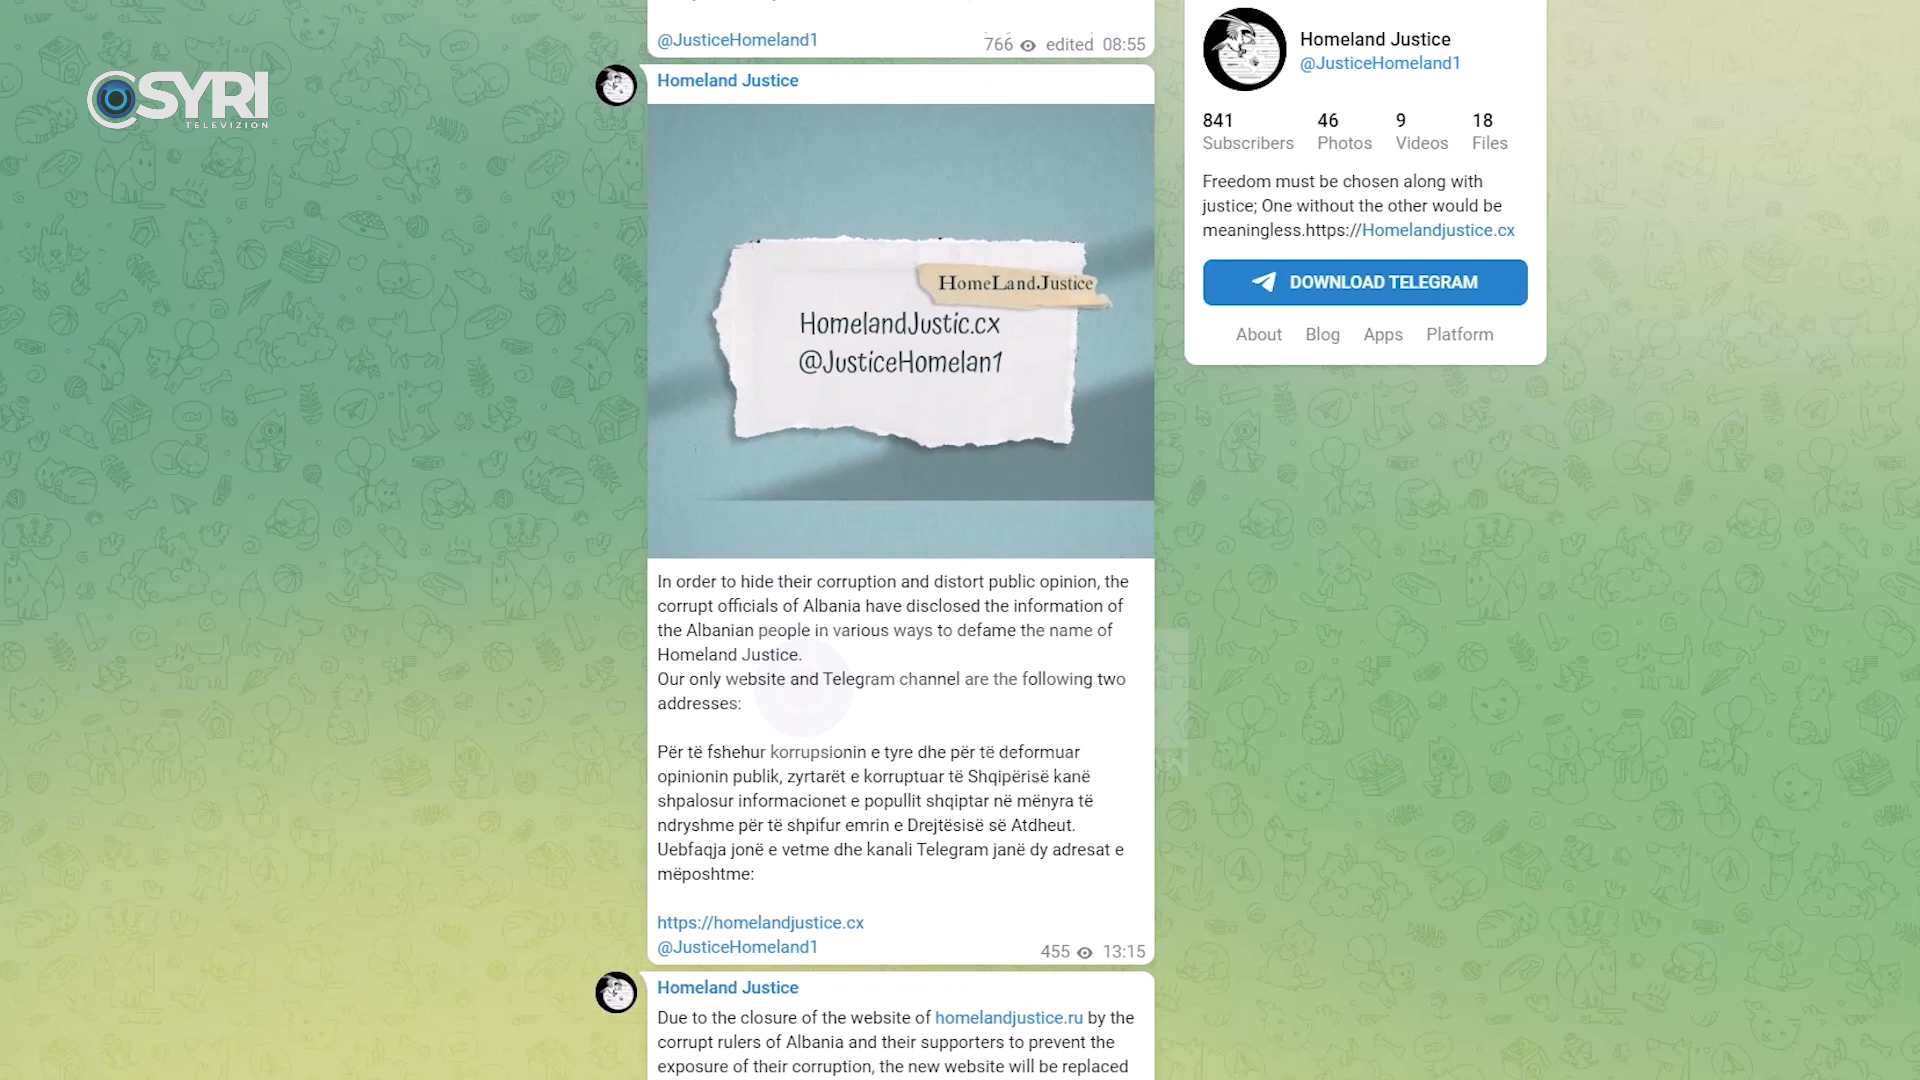 @JusticeHomeland1
766 edited 08:55
SYRI
TELEVIZION
Homeland Justice
HomeLandJustice
HomelandJustic.cx
@JusticeHomelan1
In order to hide their corruption and distort public opinion, the
corrupt officials of Albania have disclosed the information of
the Albanian people in various ways to defame the name of
Homeland Justice.
Our only website and Telegram channel are the following two
addresses:
Për të fshehur korrupsionin e tyre dhe për të deformuar
opinionin publik, zyrtarët e korruptuar të Shqipërisë kanë
shpalosur informacionet e popullit shqiptar në mënyra të
ndryshme për të shpifur emrin e Drejtësisë së Atdheut.
Uebfaqja jonë e vetme dhe kanali Telegram janë dy adresat e
mëposhtme:
https://homelandjustice.cx
@JusticeHomeland1
455 13:15
Homeland Justice
Due to the closure of the website of homelandjustice.ru by the
corrupt rulers of Albania and their supporters to prevent the
exposure of their corruption, the new website will be replaced
Homeland Justice
@JusticeHomeland1
841 46 9 18
Subscribers Photos Videos Files
Freedom must be chosen along with
justice; One without the other would be
meaningless.https://Homelandjustice.cx
DOWNLOAD TELEGRAM
About Blog Apps Platform